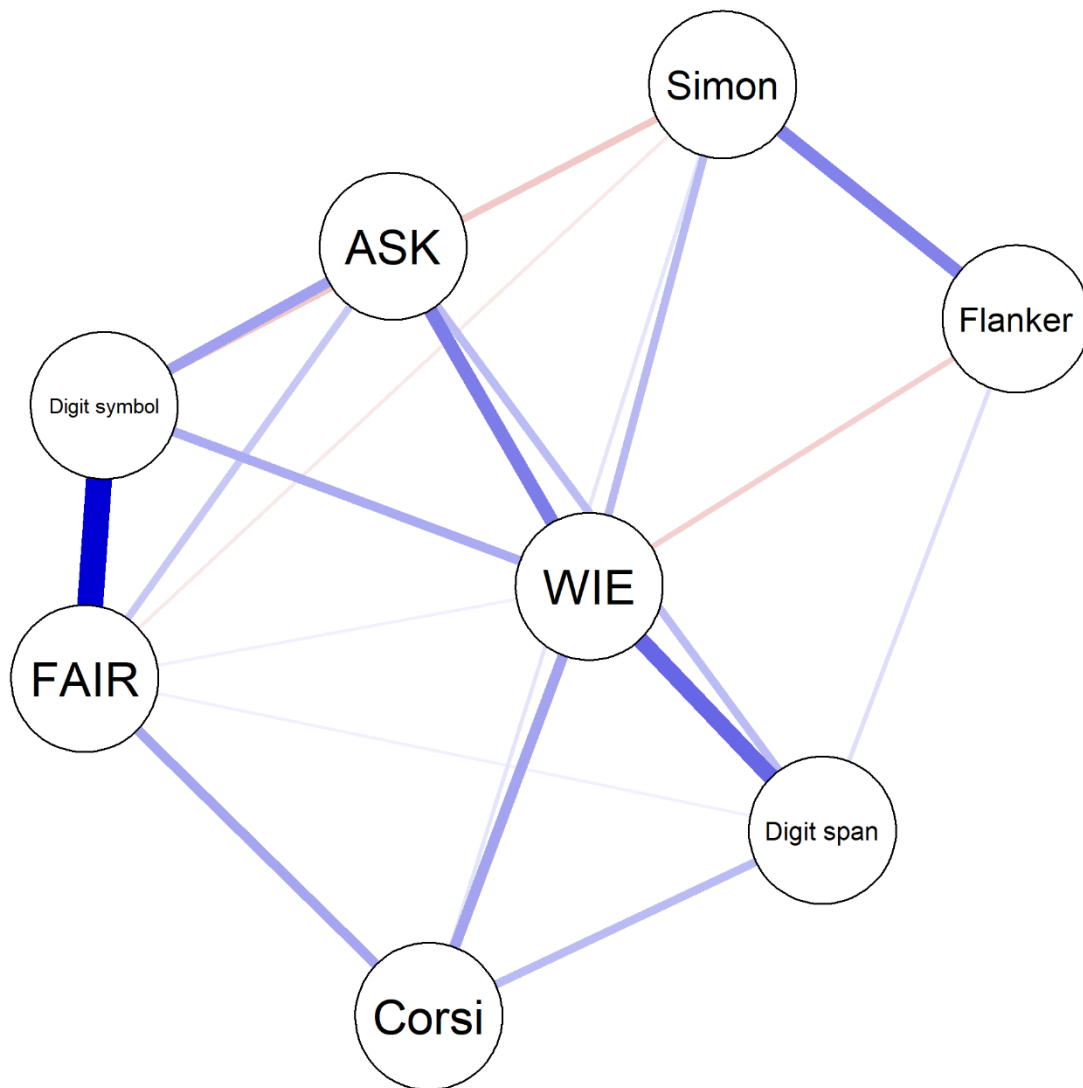 Simon
ASK
Flanker
Digit symbol
WIE
FAIR
Digit span
Corsi